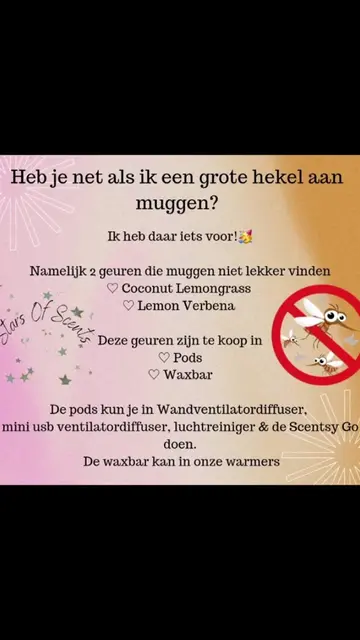 Heb je net als ik een grote hekel aan
muggen?
Ik heb daar iets voor!🥳
Namelijk 2 geuren die muggen niet lekker vinden
♡ Coconut Lemongrass
♡ Lemon Verbena
Stars Of Scents
Deze geuren zijn te koop in
♡ Pods
♡ Waxbar
De pods kun je in Wandventilatordiffuser,
mini usb ventilatordiffuser, luchtreiniger & de Scentsy Go
doen.
De waxbar kan in onze warmers